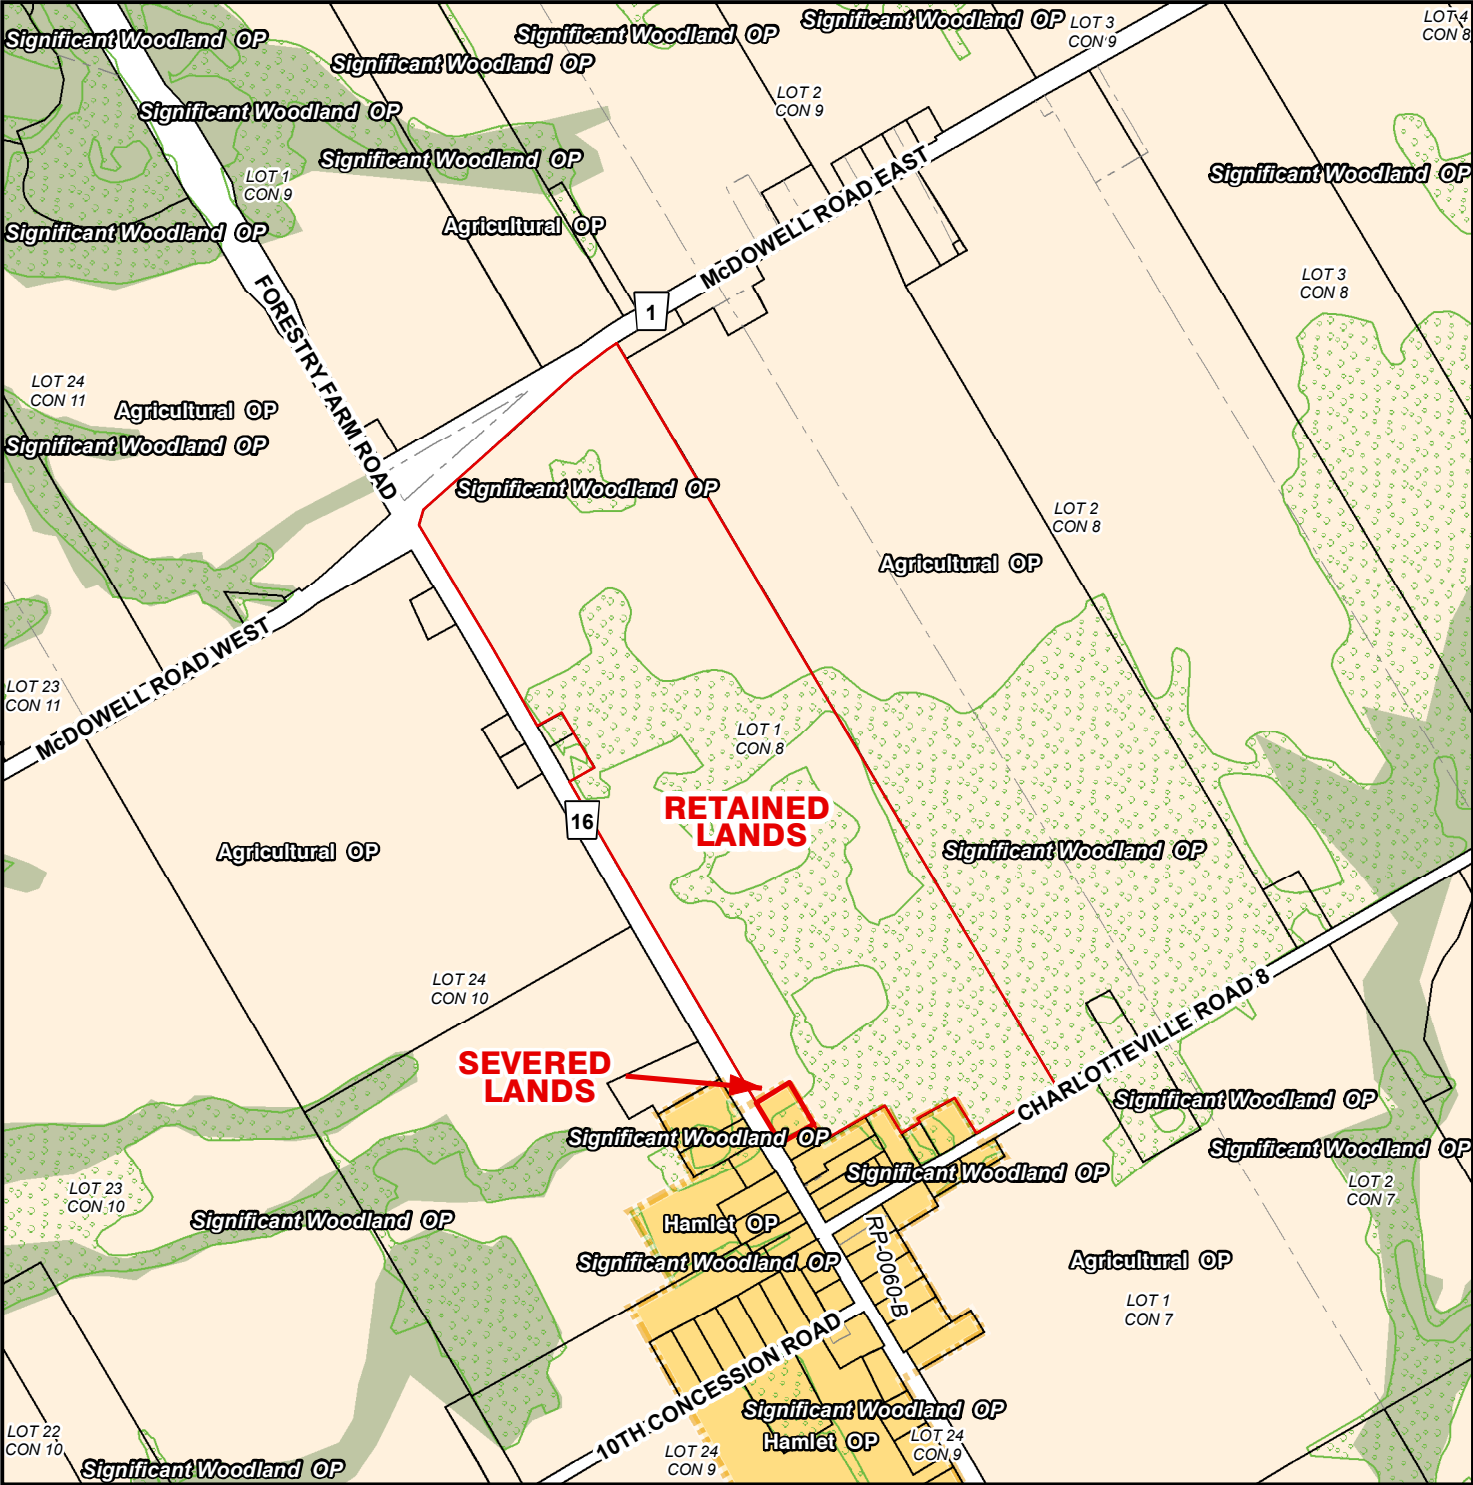 Significant Woodland OP
LOT 3
CON 9
LOT 4
CON 8
Significant Woodland OP
Significant Woodland OP
Significant Woodland OP
LOT 2
CON 9
Significant Woodland OP
Significant Woodland OP
LOT 1
CON 9
McDOWELL ROAD EAST
Significant Woodland OP
Agricultural OP
Significant Woodland OP
FORESTRY FARM ROAD
1
LOT 3
CON 8
LOT 24
CON 11
Agricultural OP
Significant Woodland OP
Significant Woodland OP
LOT 2
CON 8
Agricultural OP
McDOWELL ROAD WEST
LOT 23
CON 11
LOT 1
CON 8
RETAINED
LANDS
16
Agricultural OP
Significant Woodland OP
LOT 24
CON 10
CHARLOTTEVILLE ROAD 8
SEVERED
LANDS
Significant Woodland OP
Significant Woodland OP
Significant Woodland OP
Significant Woodland OP
LOT 23
CON 10
LOT 2
CON 7
Significant Woodland OP
Hamlet OP
RP-0060-B
Significant Woodland OP
Agricultural OP
LOT 1
CON 7
10TH CONCESSION ROAD
Significant Woodland OP
LOT 22
CON 10
Hamlet OP
LOT 24
CON 9
LOT 24
CON 9
Significant Woodland OP